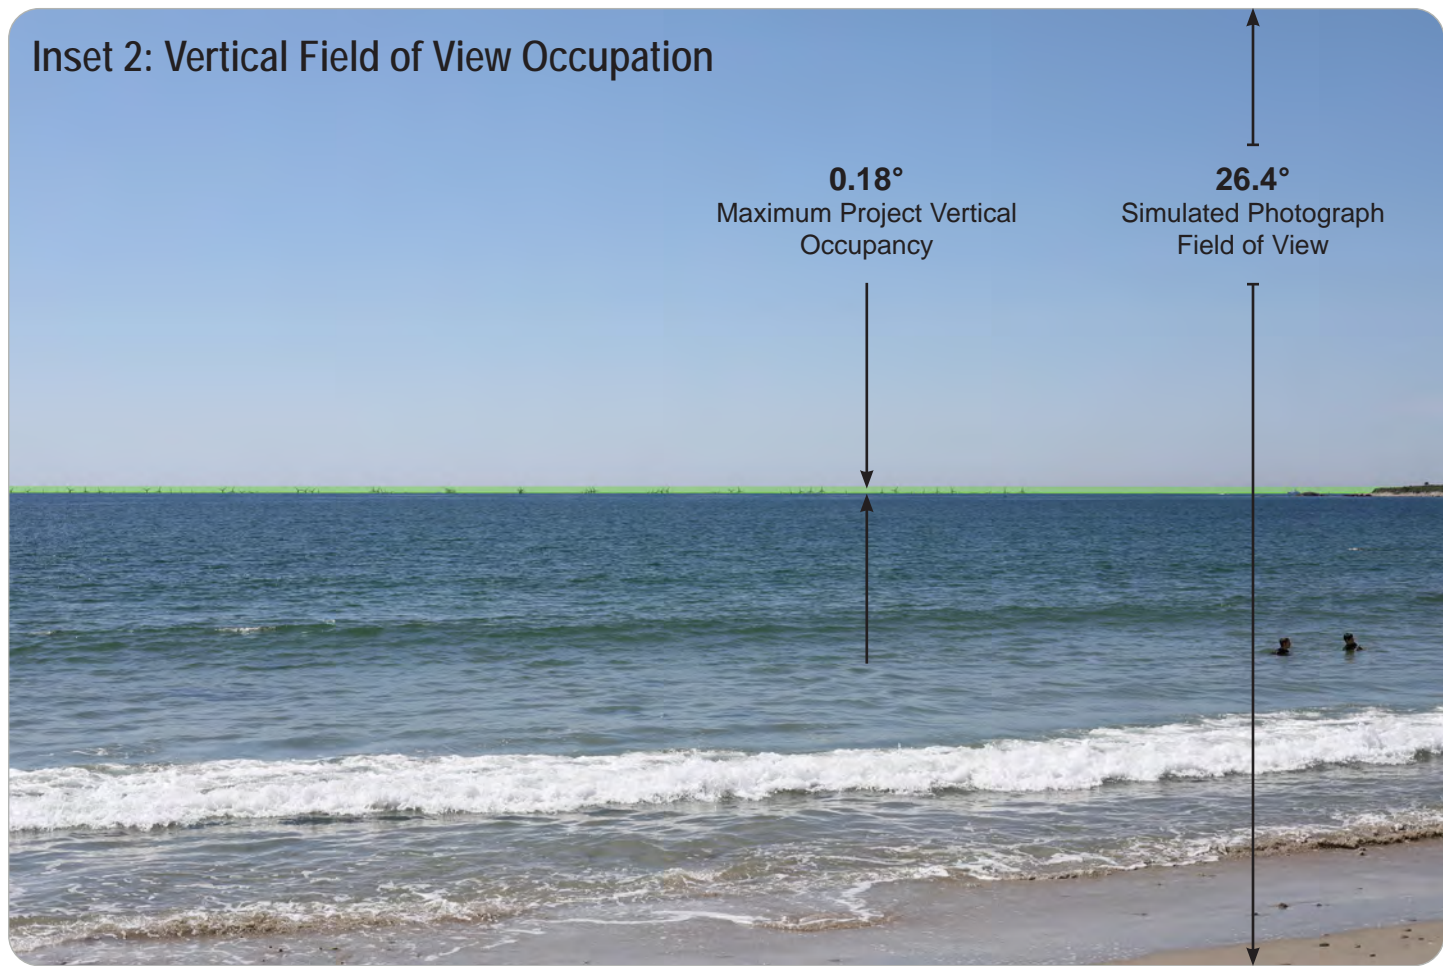 Inset 2: Vertical Field of View Occupation
0.18°
Maximum Project Vertical
Occupancy
26.4°
Simulated Photograph
Field of View